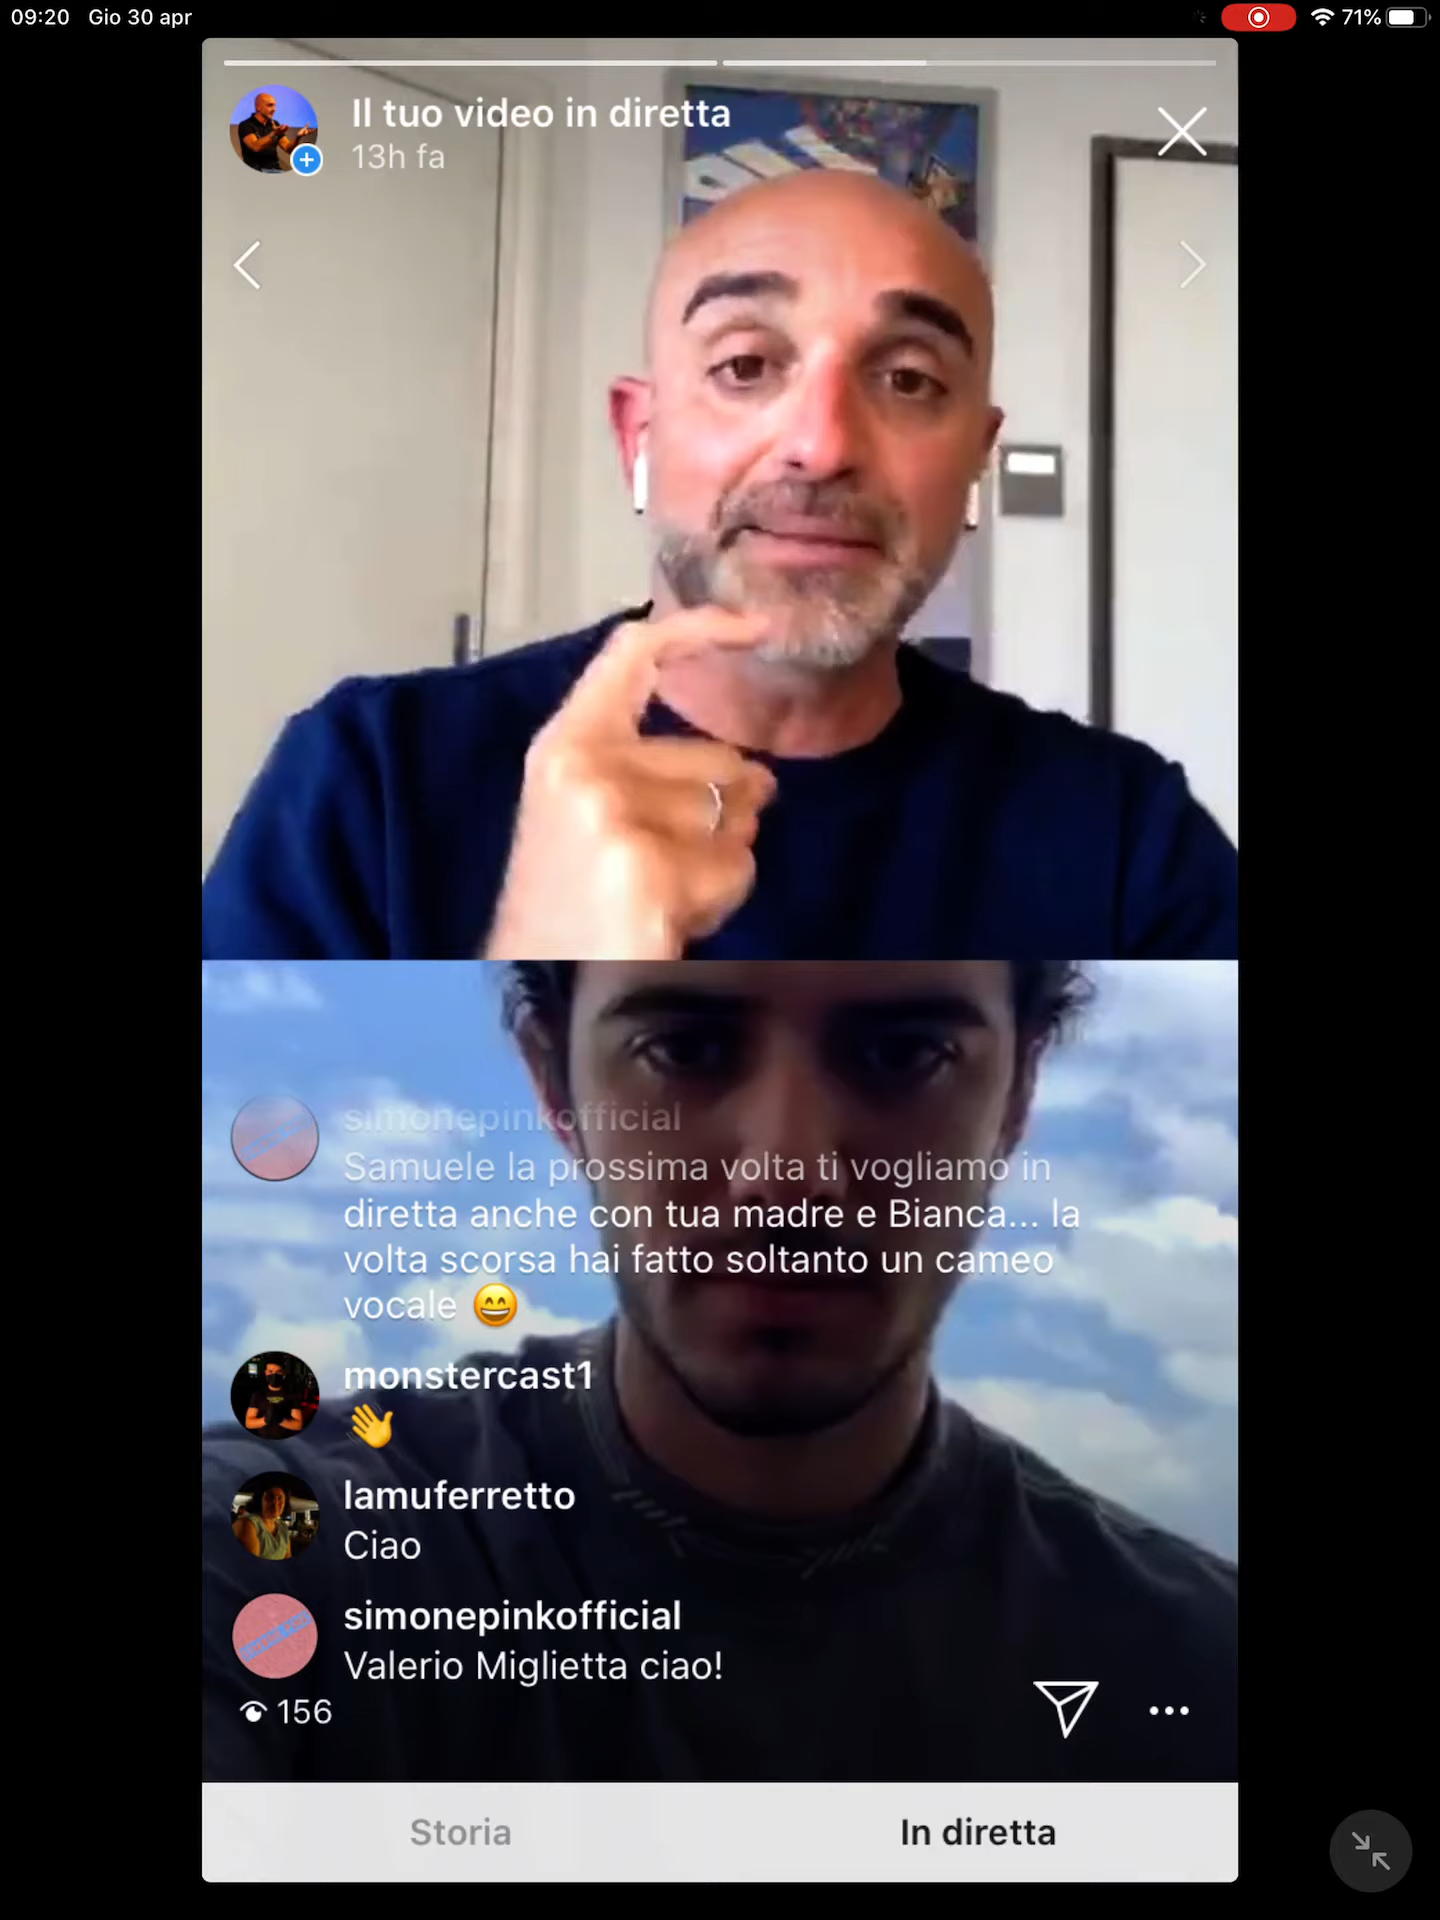 09:20 Gio 30 apr
71%
Il tuo video in diretta
13h fa
simonepinkofficial
Samuele la prossima volta ti vogliamo in
diretta anche con tua madre e Bianca... la
volta scorsa hai fatto soltanto un cameo
vocale 😄
monstercast1
👋
lamuferretto
Ciao
simonepinkofficial
Valerio Miglietta ciao!
156
Storia
In diretta